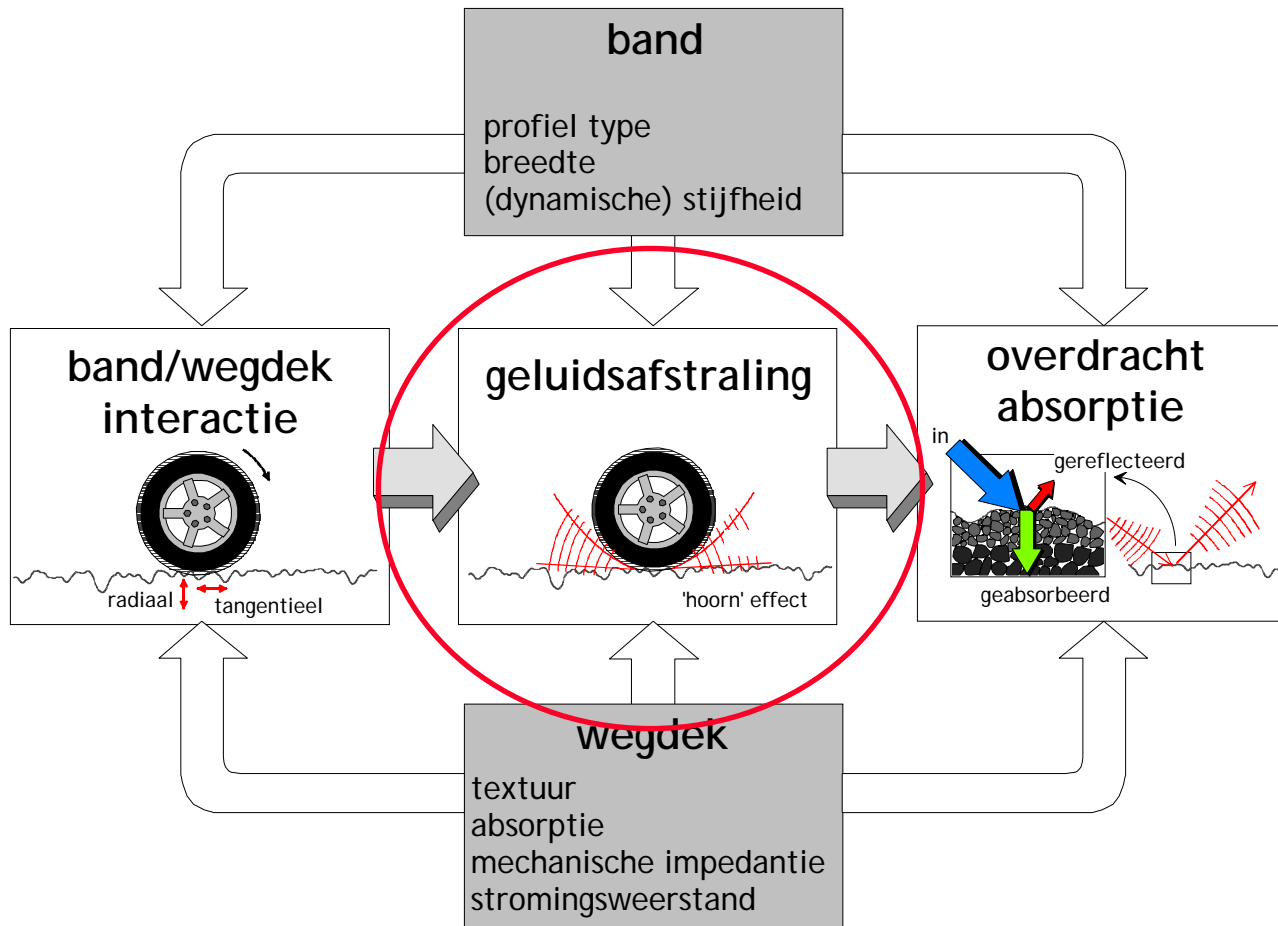 band
profiel type
breedte
(dynamische) stijfheid
band/wegdek
interactie
radiaal
tangentieel
geluidsafstraling
'hoorn' effect
overdracht
absorptie
in
gereflecteerd
geabsorbeerd
wegdek
textuur
absorptie
mechanische impedantie
stromingsweerstand